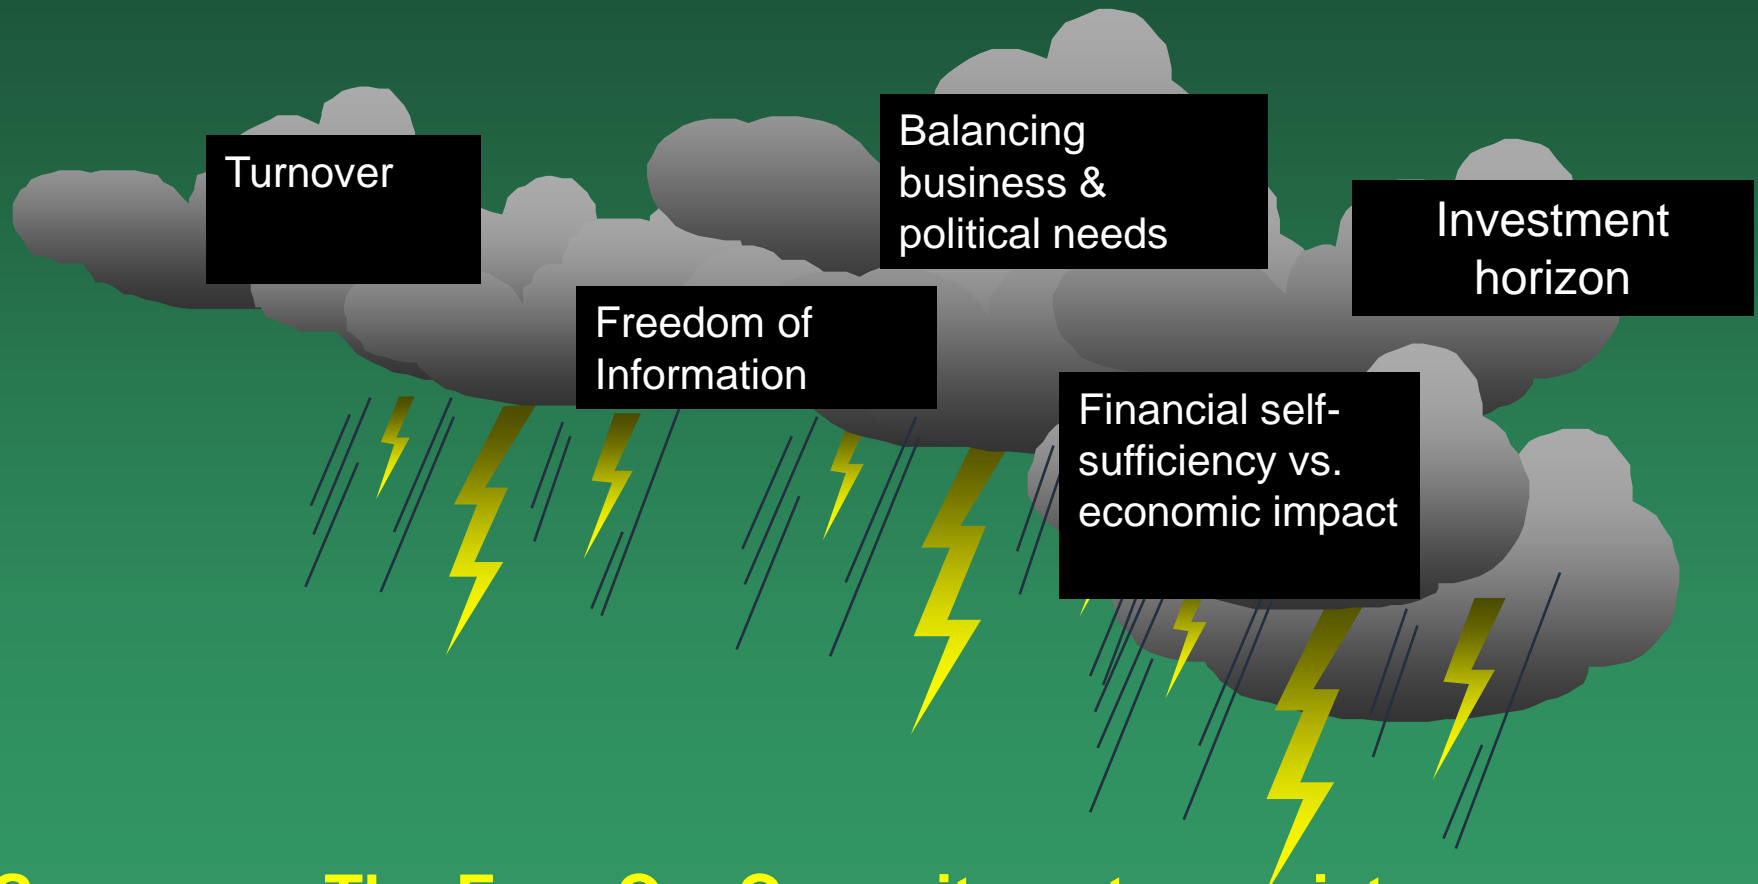 Turnover
Balancing
business &
political needs
Investment
horizon
Freedom of
Information
Financial self-
sufficiency vs.
economic impact